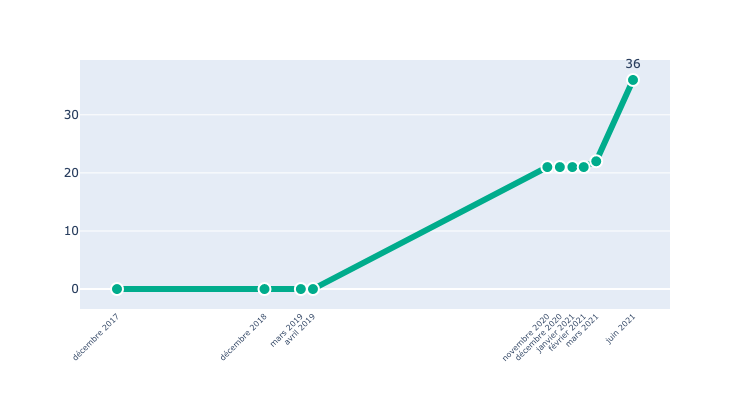 36
30
20
10
0
décembre 2017
décembre 2018
mars 2019
avril 2019
novembre 2020
décembre 2020
janvier 2021
février 2021
mars 2021
juin 2021